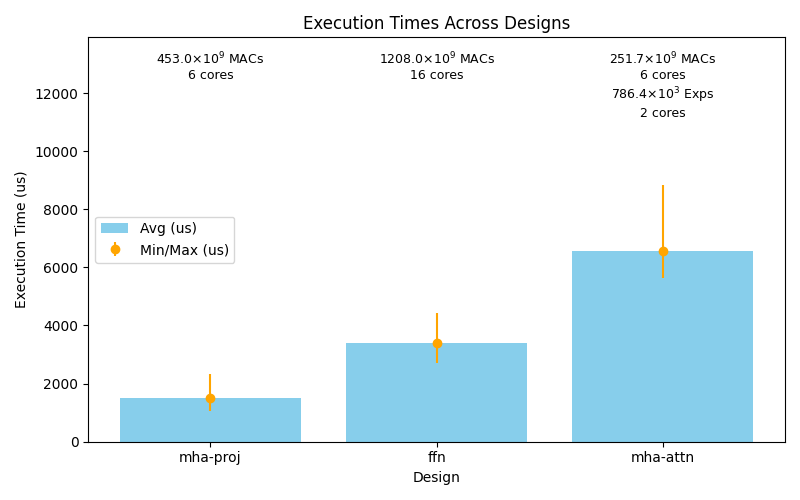 Execution Times Across Designs
453.0×10⁹ MACs
6 cores
1208.0×10⁹ MACs
16 cores
251.7×10⁹ MACs
6 cores
786.4×10³ Exps
2 cores
Execution Time (us)
12000
10000
8000
6000
4000
2000
0
Avg (us)
Min/Max (us)
mha-proj
ffn
mha-attn
Design